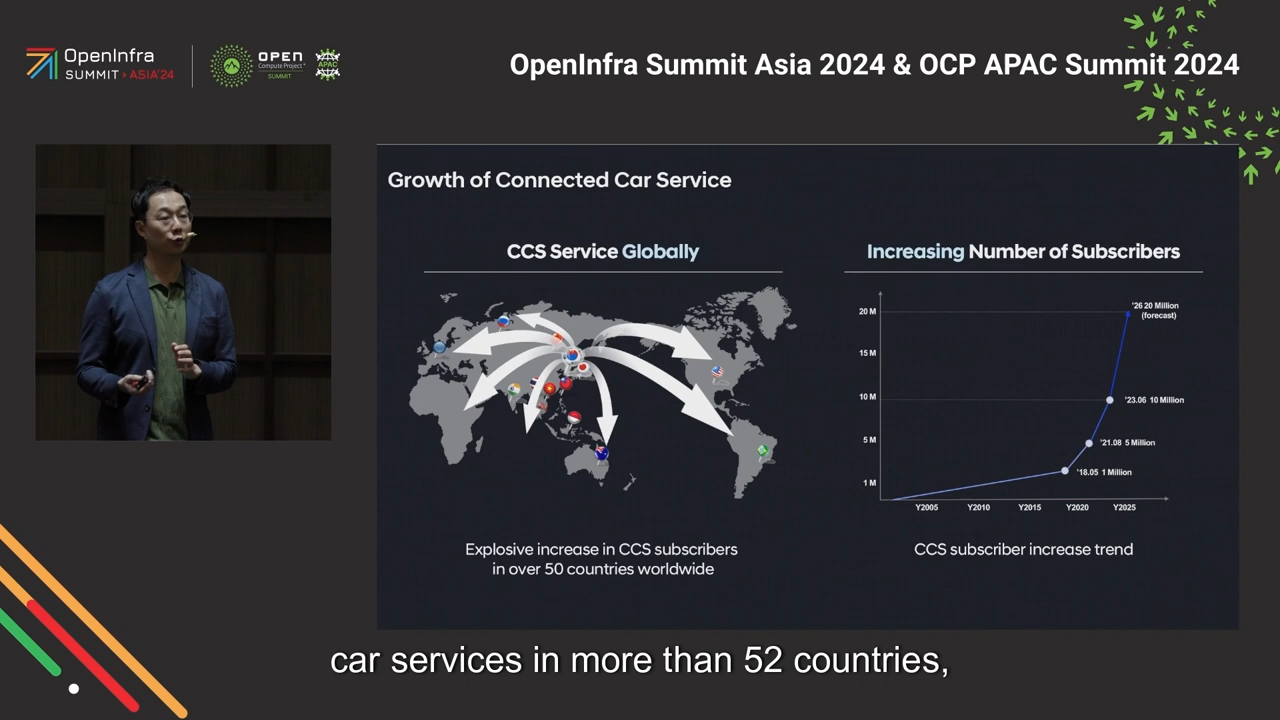 OpenInfra
SUMMIT ASIA'24
OPEN
Compute Project®
SUMMIT
APAC
OpenInfra Summit Asia 2024 & OCP APAC Summit 2024
Growth of Connected Car Service
CCS Service Globally
Explosive increase in CCS subscribers
in over 50 countries worldwide
Increasing Number of Subscribers
20 M
15 M
10 M
5 M
1 M
'26 20 Million
(forecast)
'23.06 10 Million
'21.08 5 Million
'18.05 1 Million
Y2005
Y2010
Y2015
Y2020
Y2025
CCS subscriber increase trend
car services in more than 52 countries,